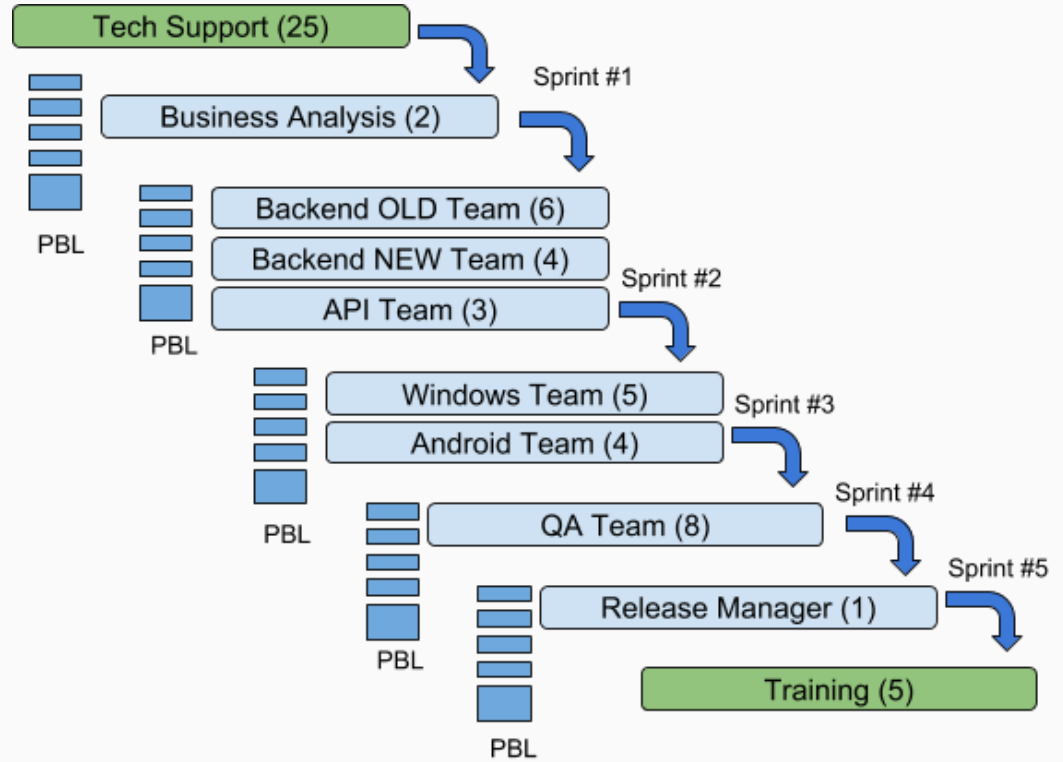 Tech Support (25)
Sprint #1
Business Analysis (2)
Backend OLD Team (6)
PBL
Backend NEW Team (4)
Sprint #2
API Team (3)
PBL
Windows Team (5)
Sprint #3
Android Team (4)
Sprint #4
PBL
QA Team (8)
Sprint #5
Release Manager (1)
PBL
Training (5)
PBL